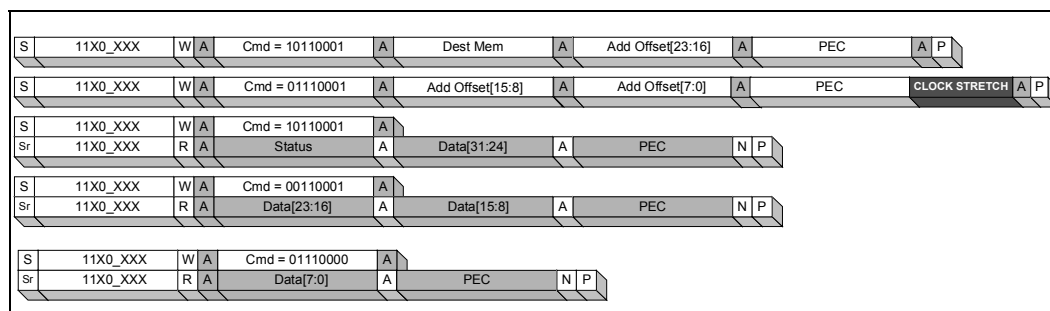 S 11X0_XXX W A Cmd = 10110001 A Dest Mem A Add Offset[23:16] A PEC A P
S 11X0_XXX W A Cmd = 01110001 A Add Offset[15:8] A Add Offset[7:0] A PEC CLOCK STRETCH A P
S 11X0_XXX W A Cmd = 10110001 A
Sr 11X0_XXX R A Status A Data[31:24] A PEC N P
S 11X0_XXX W A Cmd = 00110001 A
Sr 11X0_XXX R A Data[23:16] A Data[15:8] A PEC N P
S 11X0_XXX W A Cmd = 01110000 A
Sr 11X0_XXX R A Data[7:0] A PEC N P